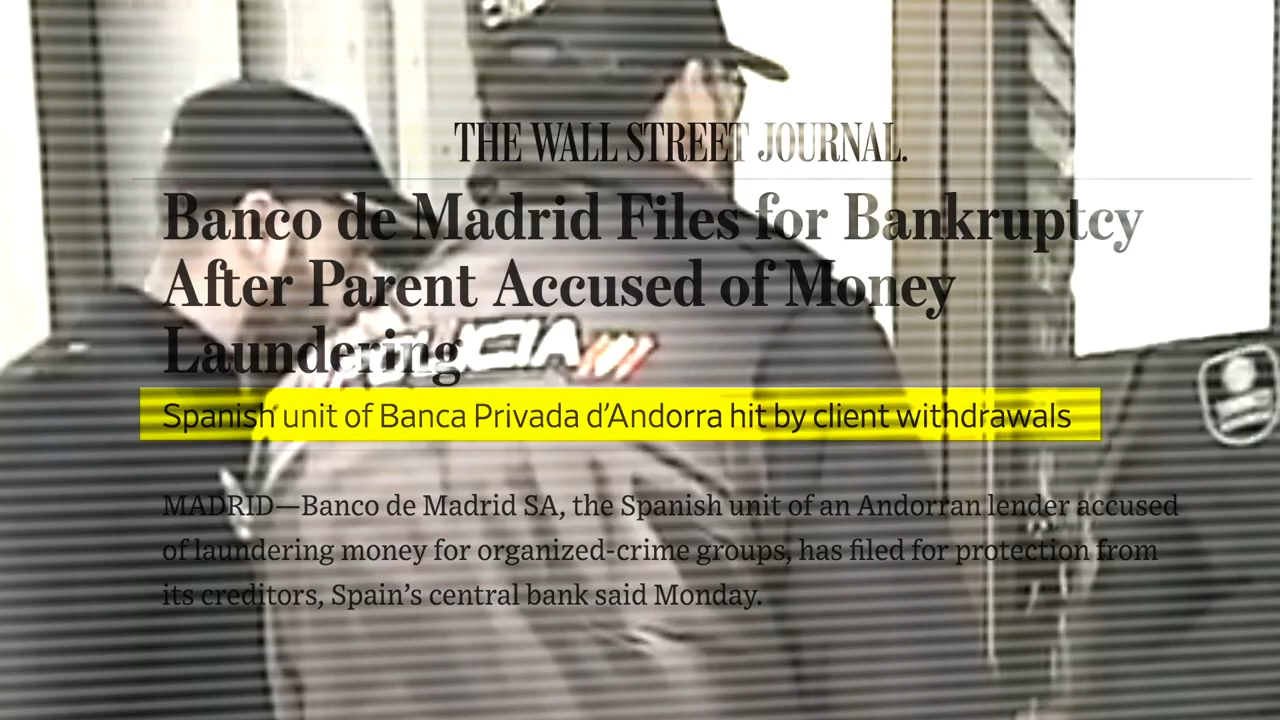 THE WALL STREET JOURNAL.
Banco de Madrid Files for Bankruptcy
After Parent Accused of Money
Laundering
POLICIA
Spanish unit of Banca Privada d'Andorra hit by client withdrawals
MADRID—Banco de Madrid SA, the Spanish unit of an Andorran lender accused
of laundering money for organized-crime groups, has filed for protection from
its creditors, Spain's central bank said Monday.